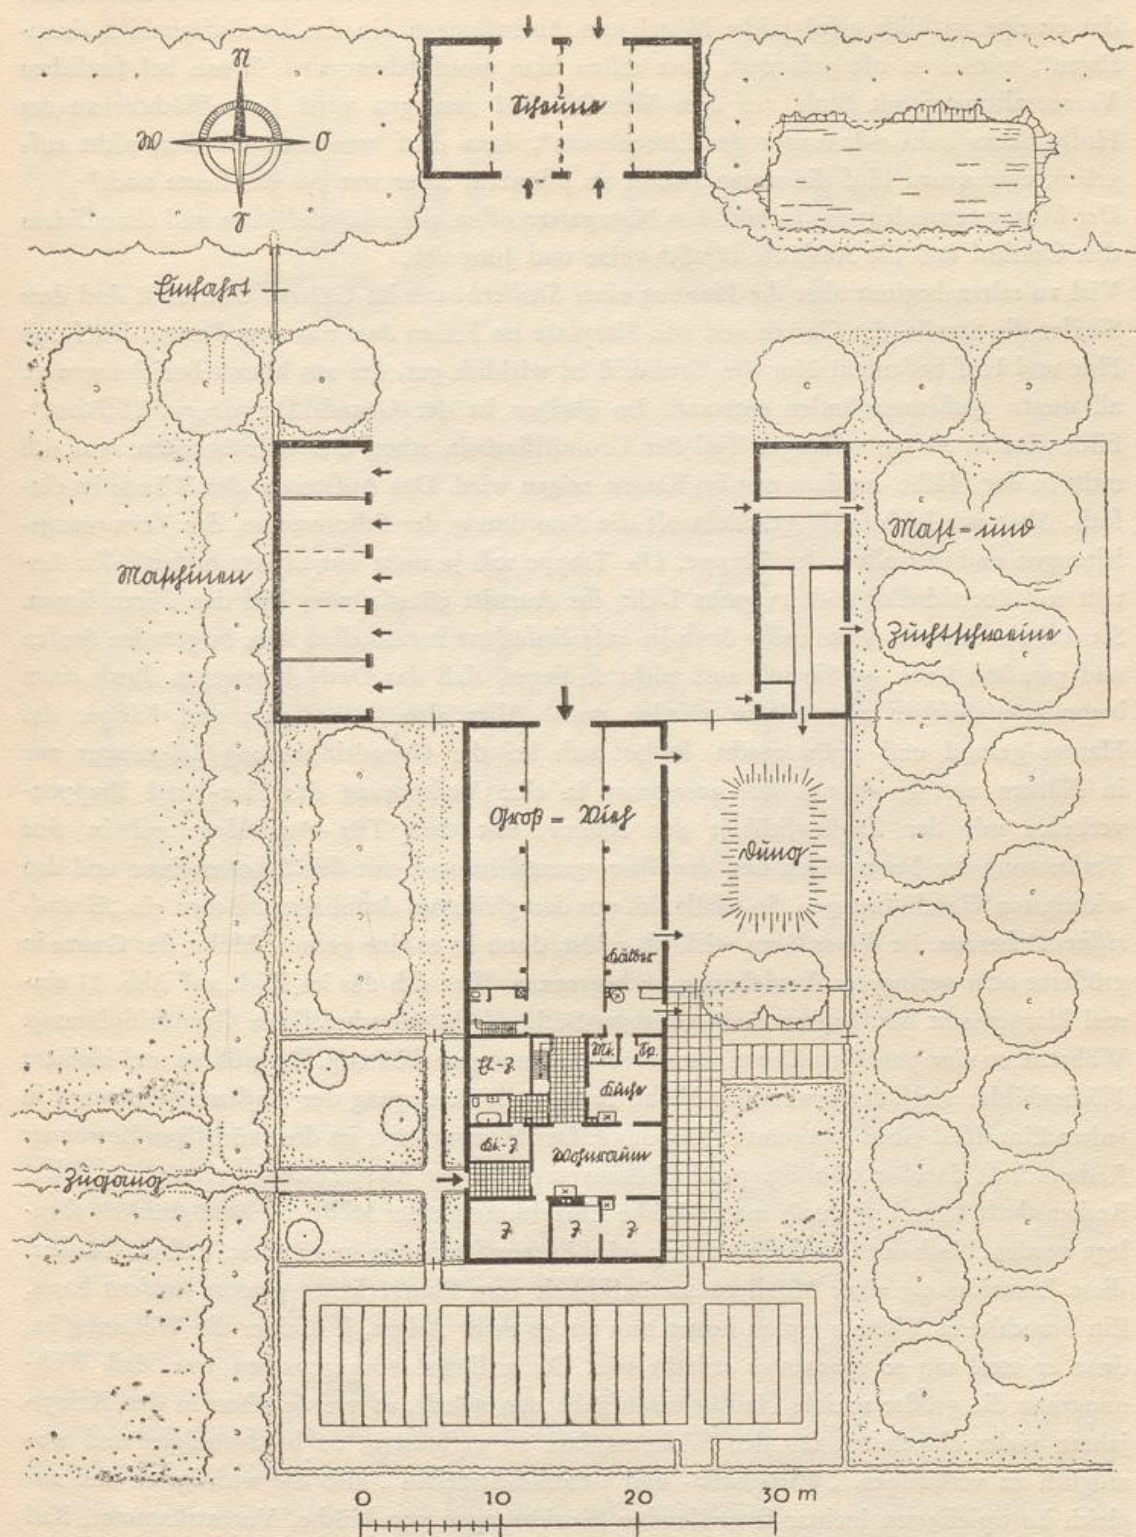 N
Scheune
W O
S
Einfahrt
Mast- und
Maschinen
Zuchtschweine
Groß- Vieh
Dung
Kälber
Mi. Sp.
El-Z.
Küche
Ki-Z
Wohnraum
Zugang
Z. Z. Z.
0 10 20 30 m